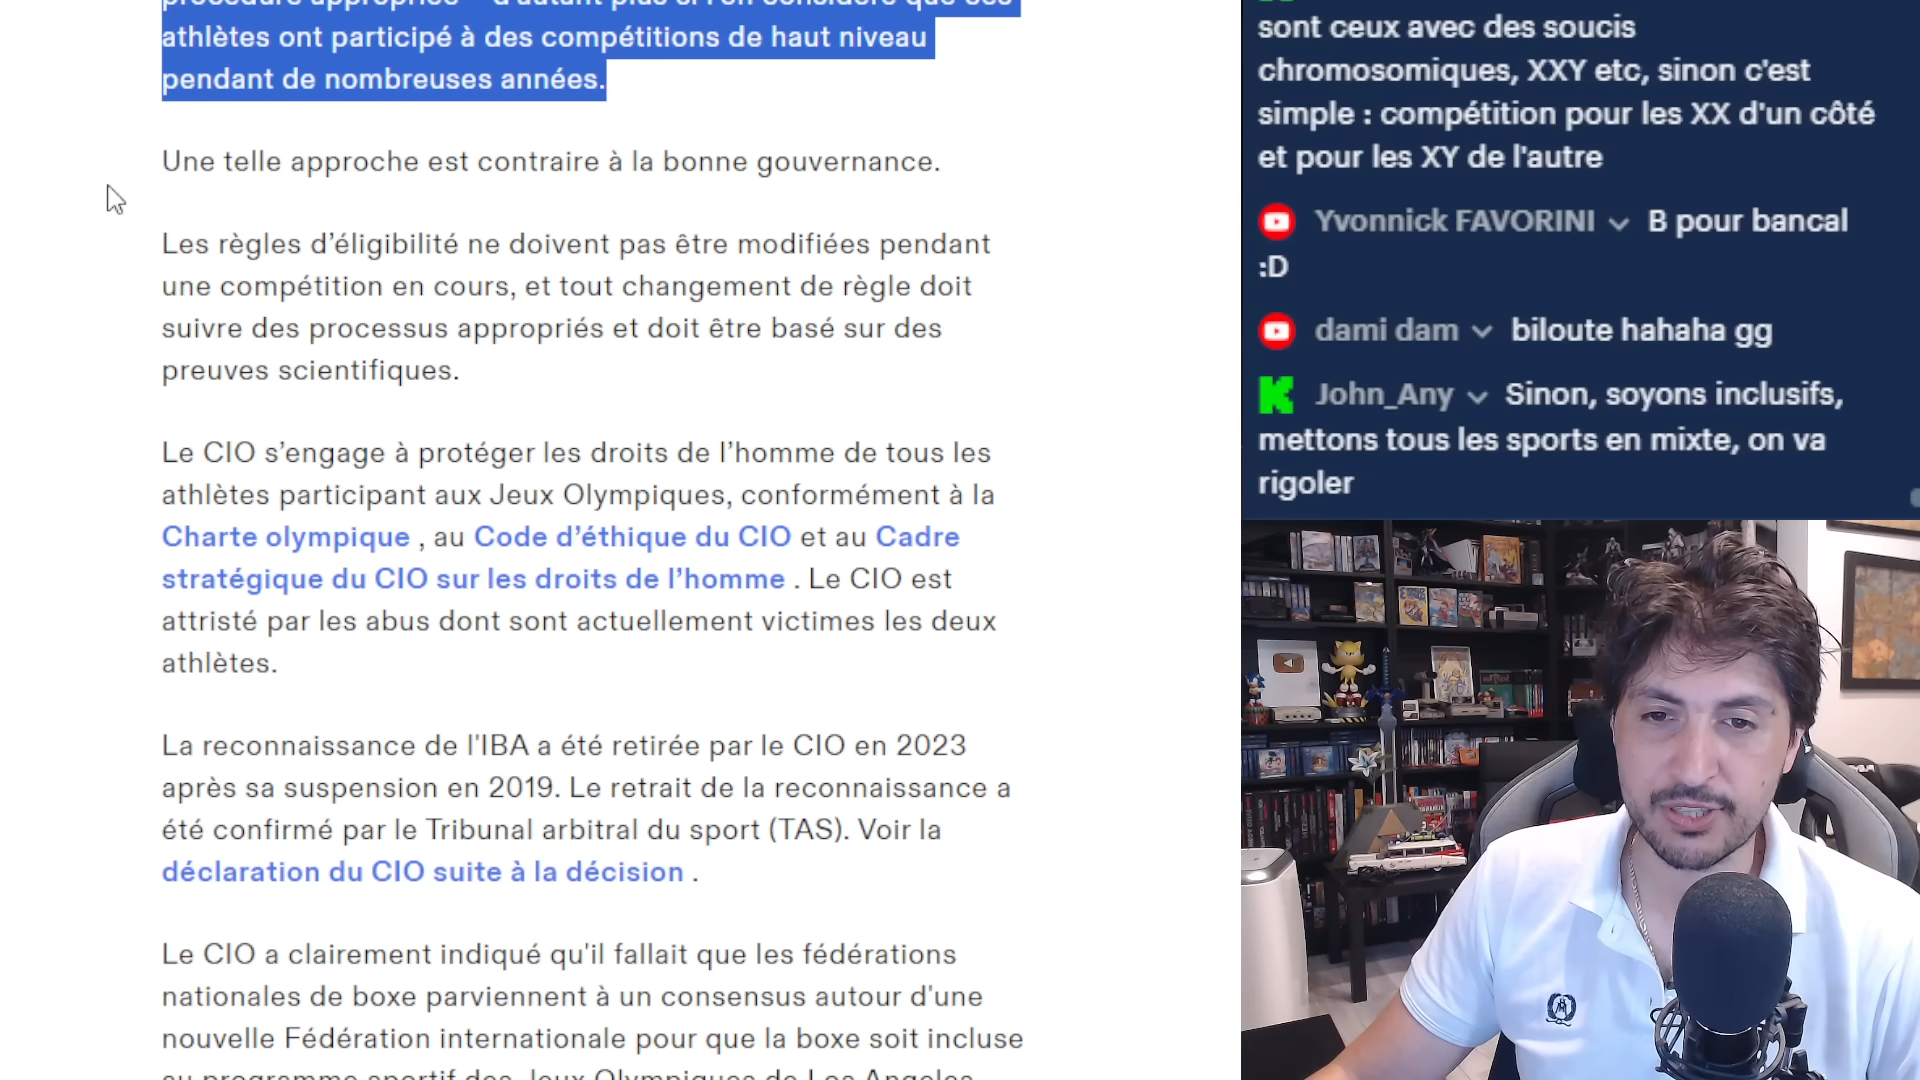 athlètes ont participé à des compétitions de haut niveau
pendant de nombreuses années.
Une telle approche est contraire à la bonne gouvernance.
Les règles d’éligibilité ne doivent pas être modifiées pendant
une compétition en cours, et tout changement de règle doit
suivre des processus appropriés et doit être basé sur des
preuves scientifiques.
Le CIO s’engage à protéger les droits de l’homme de tous les
athlètes participant aux Jeux Olympiques, conformément à la
Charte olympique , au Code d’éthique du CIO et au Cadre
stratégique du CIO sur les droits de l’homme . Le CIO est
attristé par les abus dont sont actuellement victimes les deux
athlètes.
La reconnaissance de l'IBA a été retirée par le CIO en 2023
après sa suspension en 2019. Le retrait de la reconnaissance a
été confirmé par le Tribunal arbitral du sport (TAS). Voir la
déclaration du CIO suite à la décision .
Le CIO a clairement indiqué qu'il fallait que les fédérations
nationales de boxe parviennent à un consensus autour d'une
nouvelle Fédération internationale pour que la boxe soit incluse
au programme sportif des Jeux Olympiques de Los Angeles
sont ceux avec des soucis
chromosomiques, XXY etc, sinon c'est
simple : compétition pour les XX d'un côté
et pour les XY de l'autre
Yvonnick FAVORINI B pour bancal
:D
dami dam biloute hahaha gg
John_Any Sinon, soyons inclusifs,
mettons tous les sports en mixte, on va
rigoler